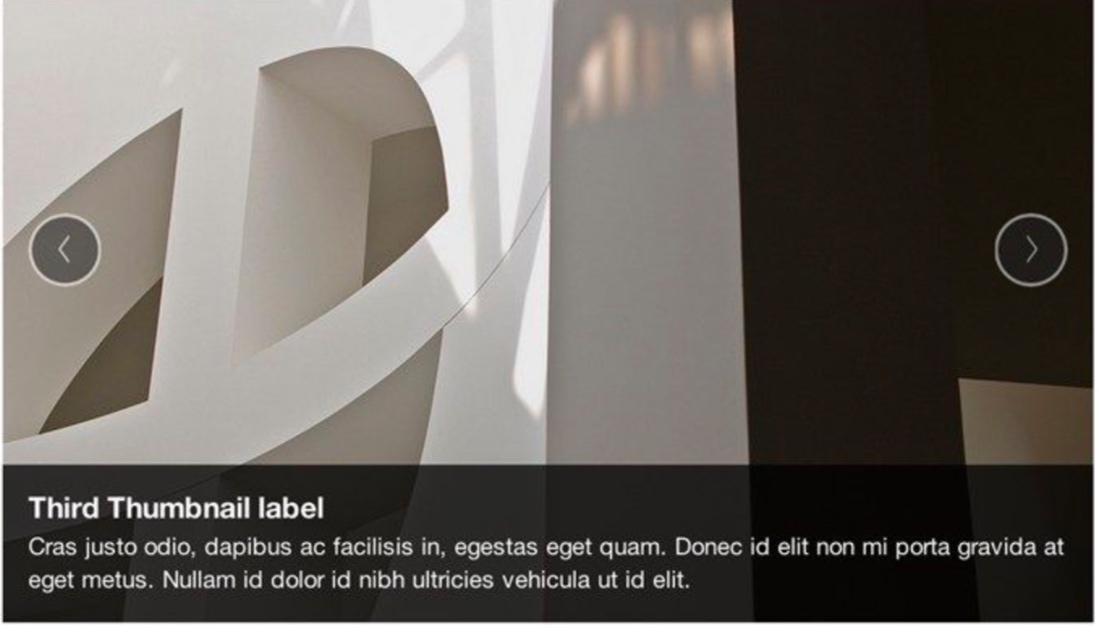 Third Thumbnail label
Cras justo odio, dapibus ac facilisis in, egestas eget quam. Donec id elit non mi porta gravida at
eget metus. Nullam id dolor id nibh ultricies vehicula ut id elit.